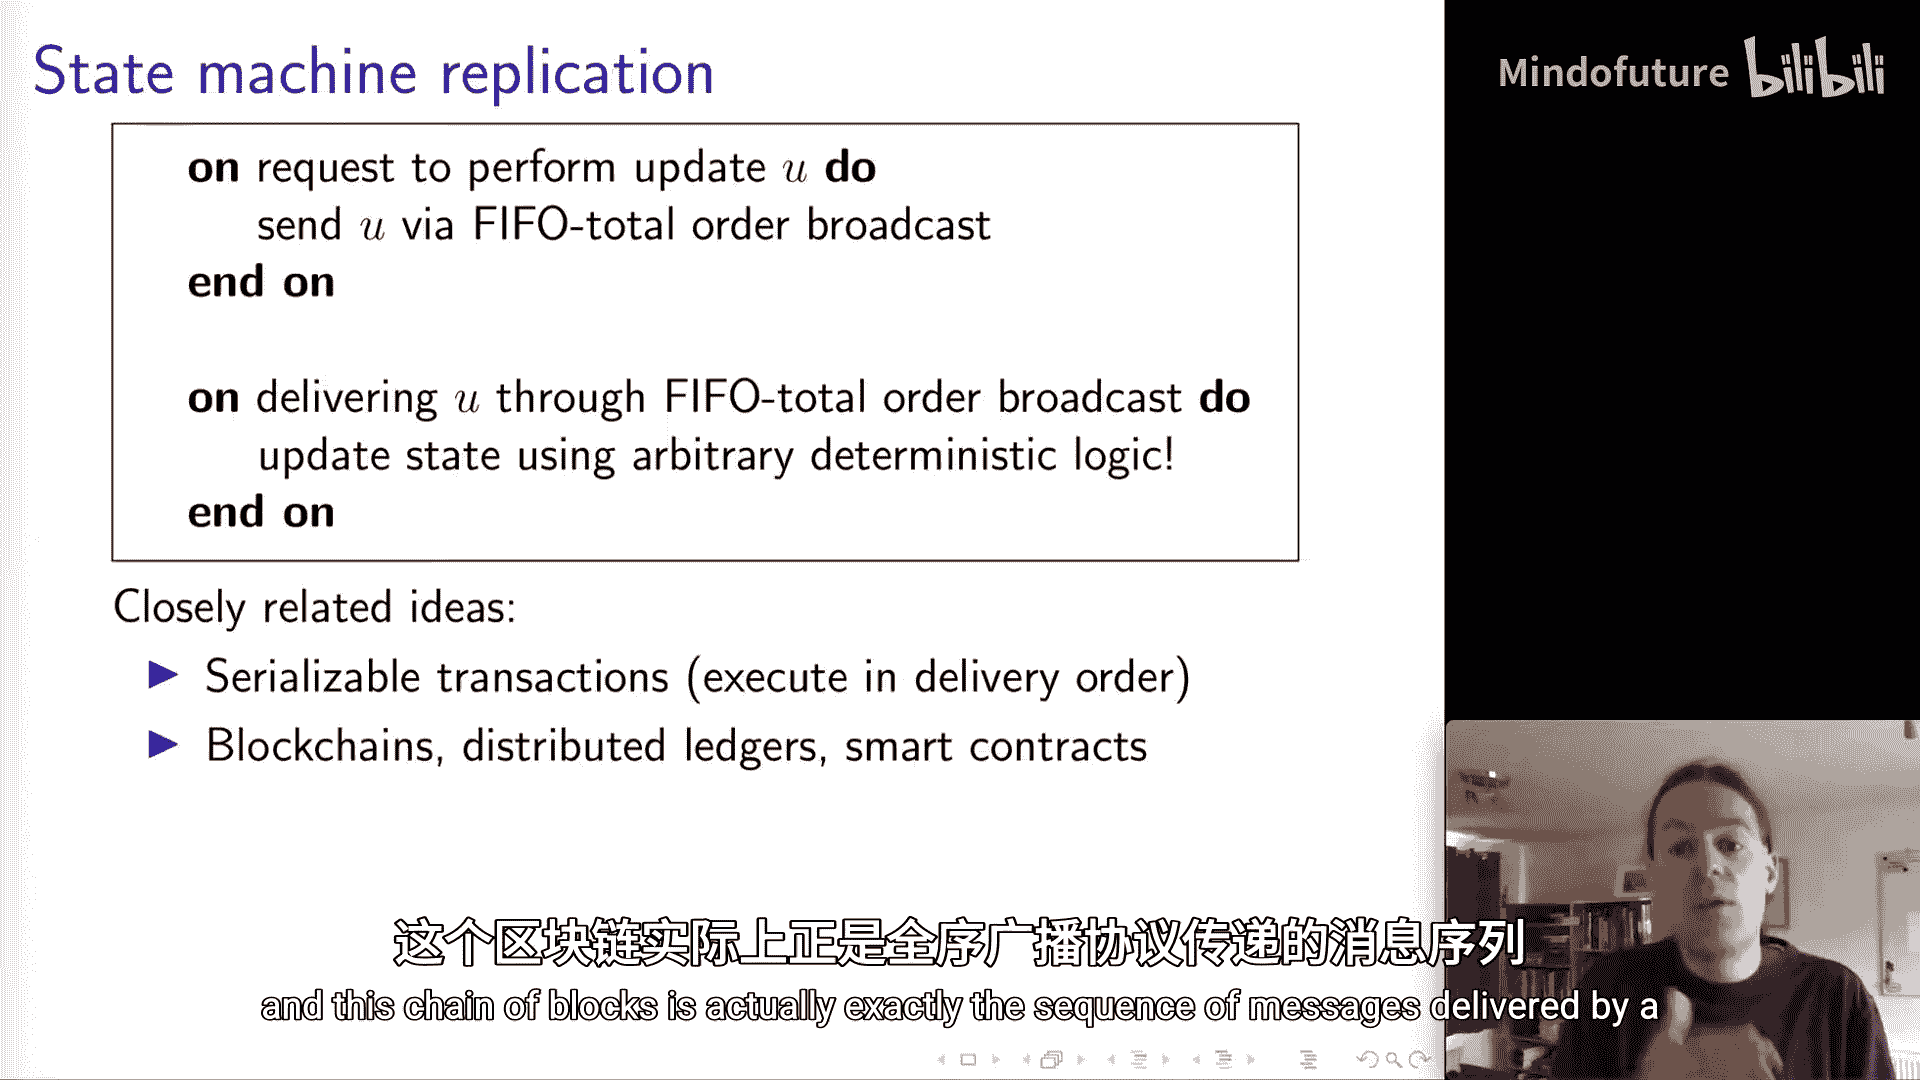 State machine replication
Mindofuture bilibili
on request to perform update u do
send u via FIFO-total order broadcast
end on
on delivering u through FIFO-total order broadcast do
update state using arbitrary deterministic logic!
end on
Closely related ideas:
Serializable transactions (execute in delivery order)
Blockchains, distributed ledgers, smart contracts
这个区块链实际上正是全序广播协议传递的消息序列
and this chain of blocks is actually exactly the sequence of messages delivered by a